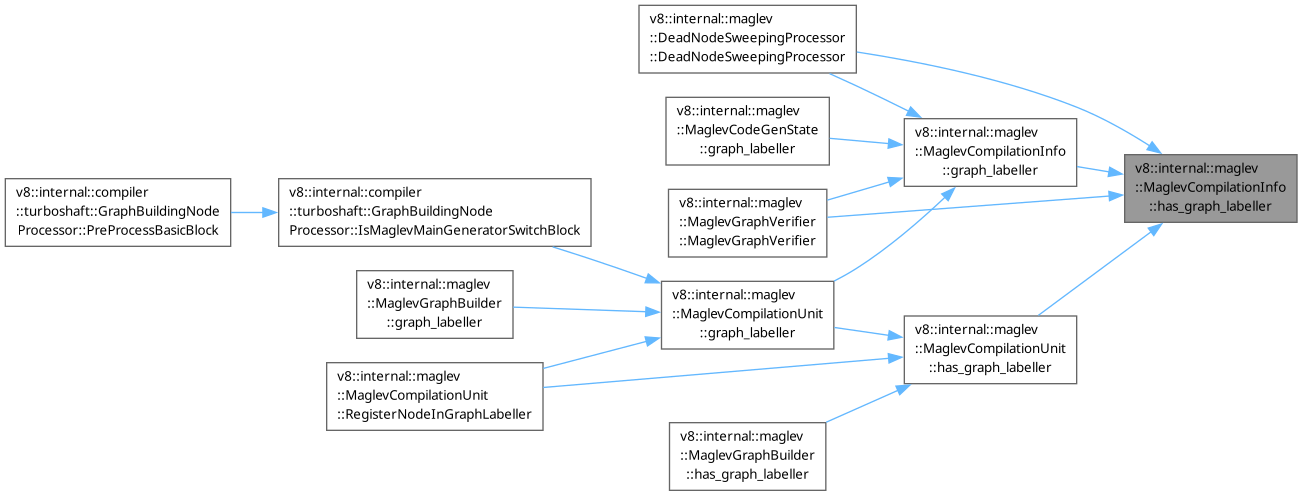 v8::internal::maglev
::DeadNodeSweepingProcessor
::DeadNodeSweepingProcessor
v8::internal::maglev
::MaglevCodeGenState
::graph_labeller
v8::internal::maglev
::MaglevCompilationInfo
::graph_labeller
v8::internal::maglev
::MaglevCompilationInfo
::has_graph_labeller
v8::internal::compiler
::turboshaft::GraphBuildingNode
Processor::PreProcessBasicBlock
v8::internal::compiler
::turboshaft::GraphBuildingNode
Processor::IsMaglevMainGeneratorSwitchBlock
v8::internal::maglev
::MaglevGraphVerifier
::MaglevGraphVerifier
v8::internal::maglev
::MaglevGraphBuilder
::graph_labeller
v8::internal::maglev
::MaglevCompilationUnit
::graph_labeller
v8::internal::maglev
::MaglevCompilationUnit
::has_graph_labeller
v8::internal::maglev
::MaglevCompilationUnit
::RegisterNodeInGraphLabeller
v8::internal::maglev
::MaglevGraphBuilder
::has_graph_labeller